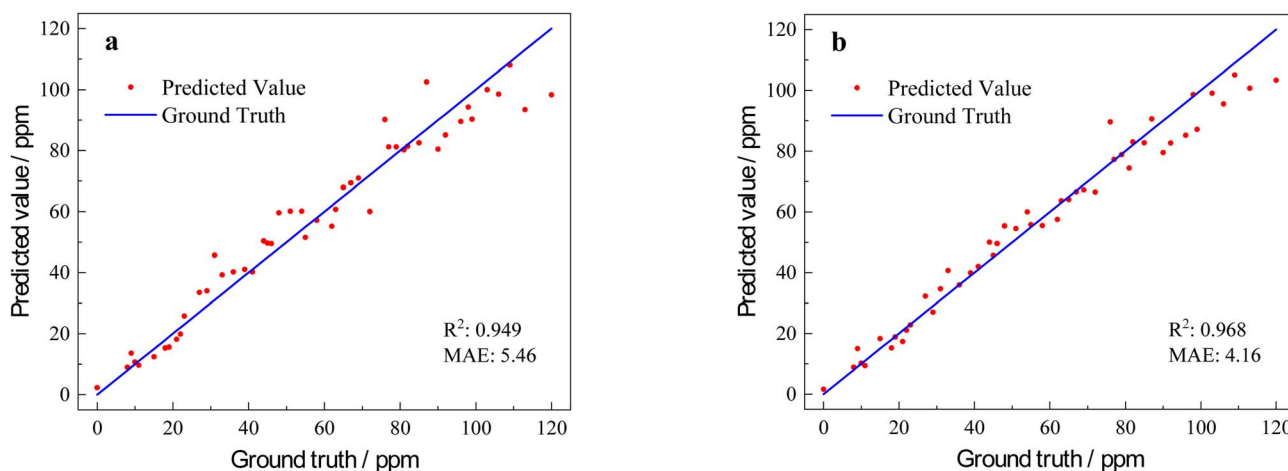 a
Predicted Value
Ground Truth
R²: 0.949
MAE: 5.46
Predicted value / ppm
120
100
80
60
40
20
0
0 20 40 60 80 100 120
Ground truth / ppm
b
Predicted Value
Ground Truth
R²: 0.968
MAE: 4.16
Predicted value / ppm
120
100
80
60
40
20
0
0 20 40 60 80 100 120
Ground truth / ppm